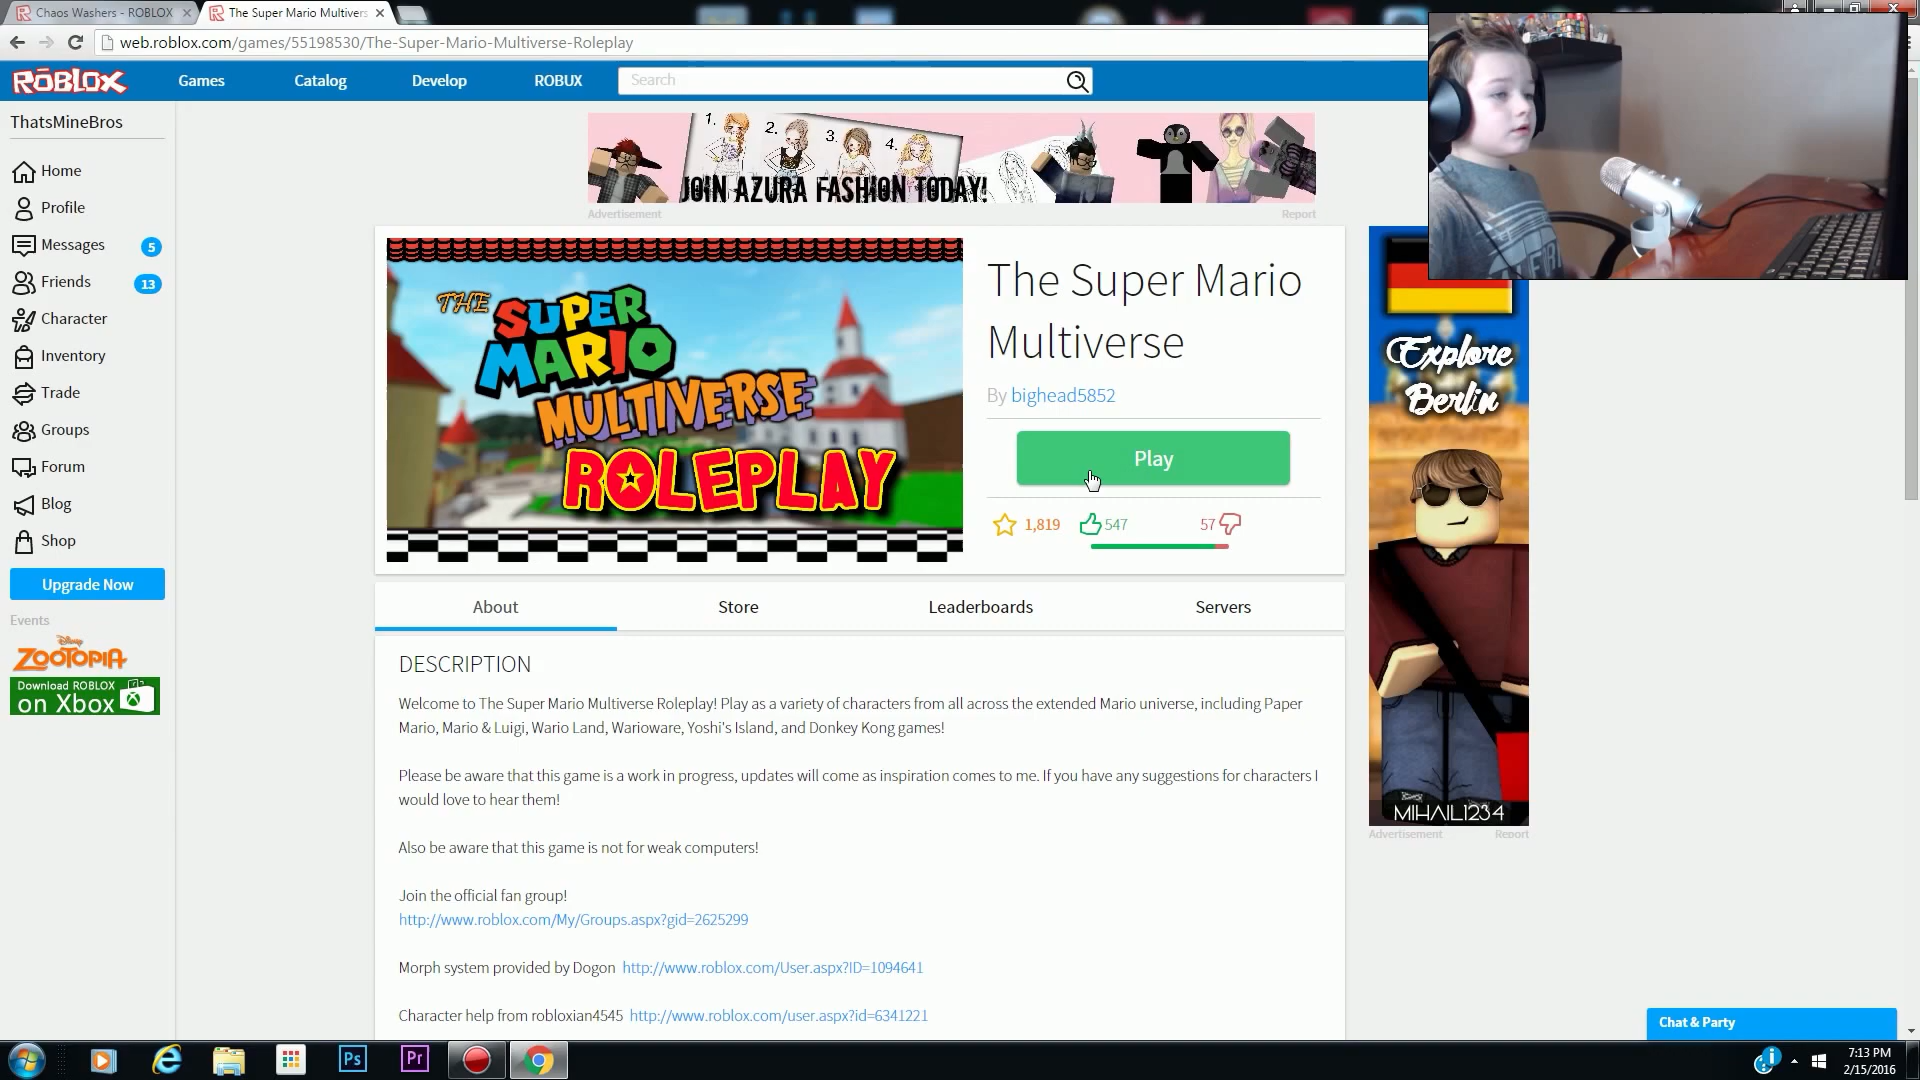 Chaos Washers - ROBLOX
The Super Mario Multivers
web.roblox.com/games/55198530/The-Super-Mario-Multiverse-Roleplay
ROBLOX
Games
Catalog
Develop
ROBUX
Search
ThatsMineBros
Home
Profile
Messages 5
Friends 13
Character
Inventory
Trade
Groups
Forum
Blog
Shop
Upgrade Now
Events
Disney
ZOOTOPIA
Download ROBLOX
on Xbox
1. 2. 3. 4.
JOIN AZURA FASHION TODAY!
Advertisement Report
THE
SUPER
MARIO
MULTIVERSE
ROLEPLAY
The Super Mario
Multiverse
By bighead5852
Play
1,819 547 57
About Store Leaderboards Servers
DESCRIPTION
Welcome to The Super Mario Multiverse Roleplay! Play as a variety of characters from all across the extended Mario universe, including Paper
Mario, Mario & Luigi, Wario Land, Warioware, Yoshi's Island, and Donkey Kong games!
Please be aware that this game is a work in progress, updates will come as inspiration comes to me. If you have any suggestions for characters I
would love to hear them!
Also be aware that this game is not for weak computers!
Join the official fan group!
http://www.roblox.com/My/Groups.aspx?gid=2625299
Morph system provided by Dogon http://www.roblox.com/User.aspx?ID=1094641
Character help from robloxian4545 http://www.roblox.com/user.aspx?id=6341221
Explore
Berlin
MIHAIL1234
Advertisement Report
Chat & Party
Ps
Pr
7:13 PM
2/15/2016